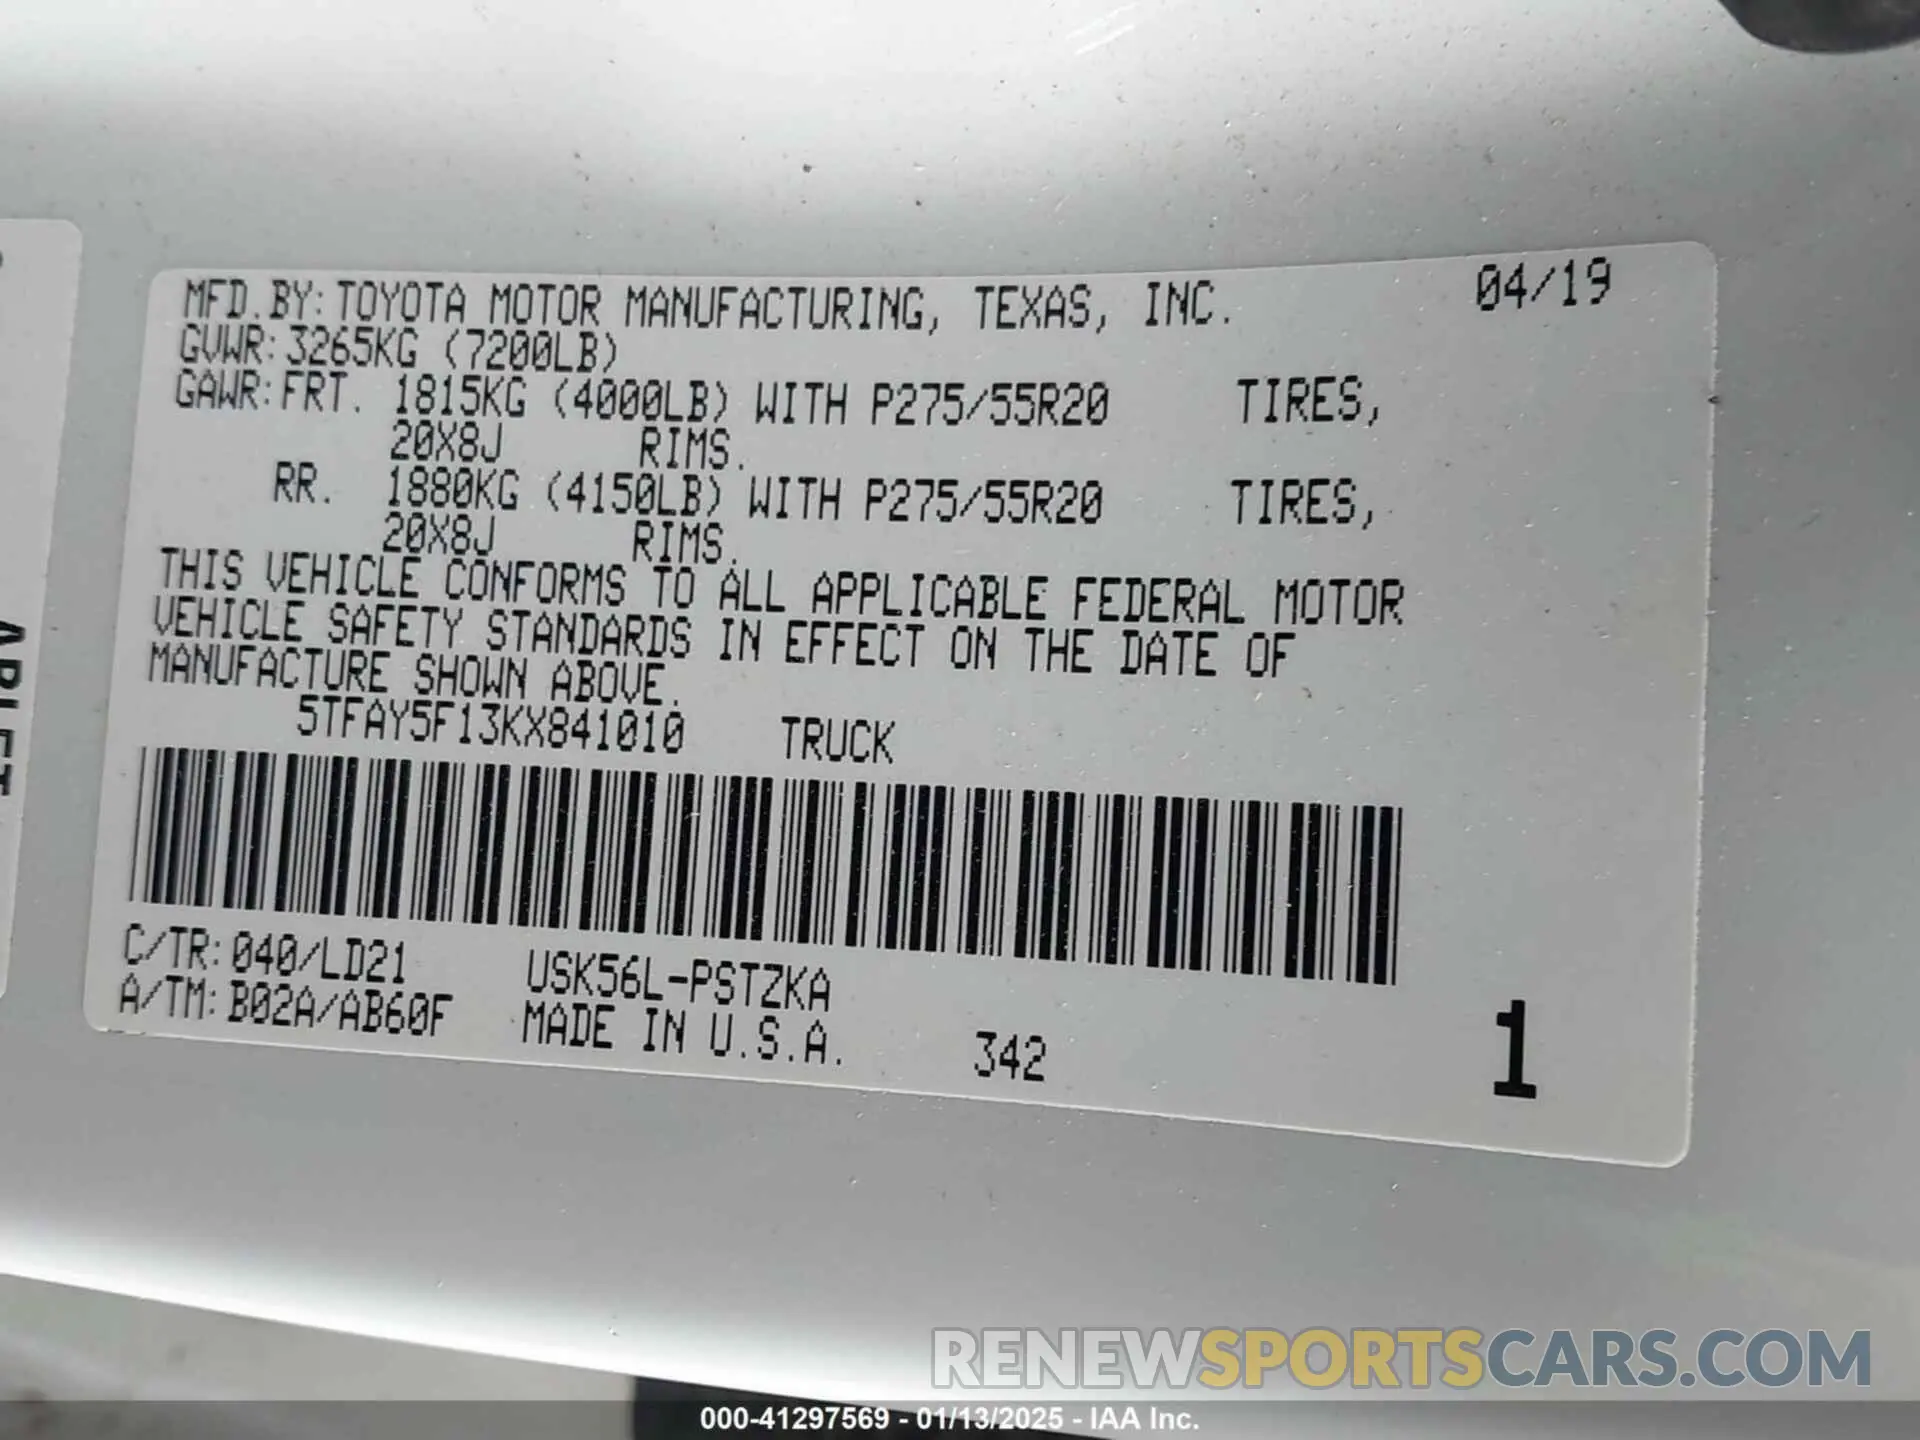 MFD.BY:TOYOTA MOTOR MANUFACTURING, TEXAS, INC. 04/19
GVWR:3265KG (7200LB)
GAWR:FRT. 1815KG (4000LB) WITH P275/55R20 TIRES,
20X8J RIMS.
RR. 1880KG (4150LB) WITH P275/55R20 TIRES,
20X8J RIMS.
THIS VEHICLE CONFORMS TO ALL APPLICABLE FEDERAL MOTOR
VEHICLE SAFETY STANDARDS IN EFFECT ON THE DATE OF
MANUFACTURE SHOWN ABOVE.
5TFAY5F13KX841010 TRUCK
C/TR:040/LD21 USK56L-PSTZKA
A/TM:B02A/AB60F MADE IN U.S.A. 342 1
RENEWSPORTSCARS.COM
000-41297569 - 01/13/2025 - IAA Inc.